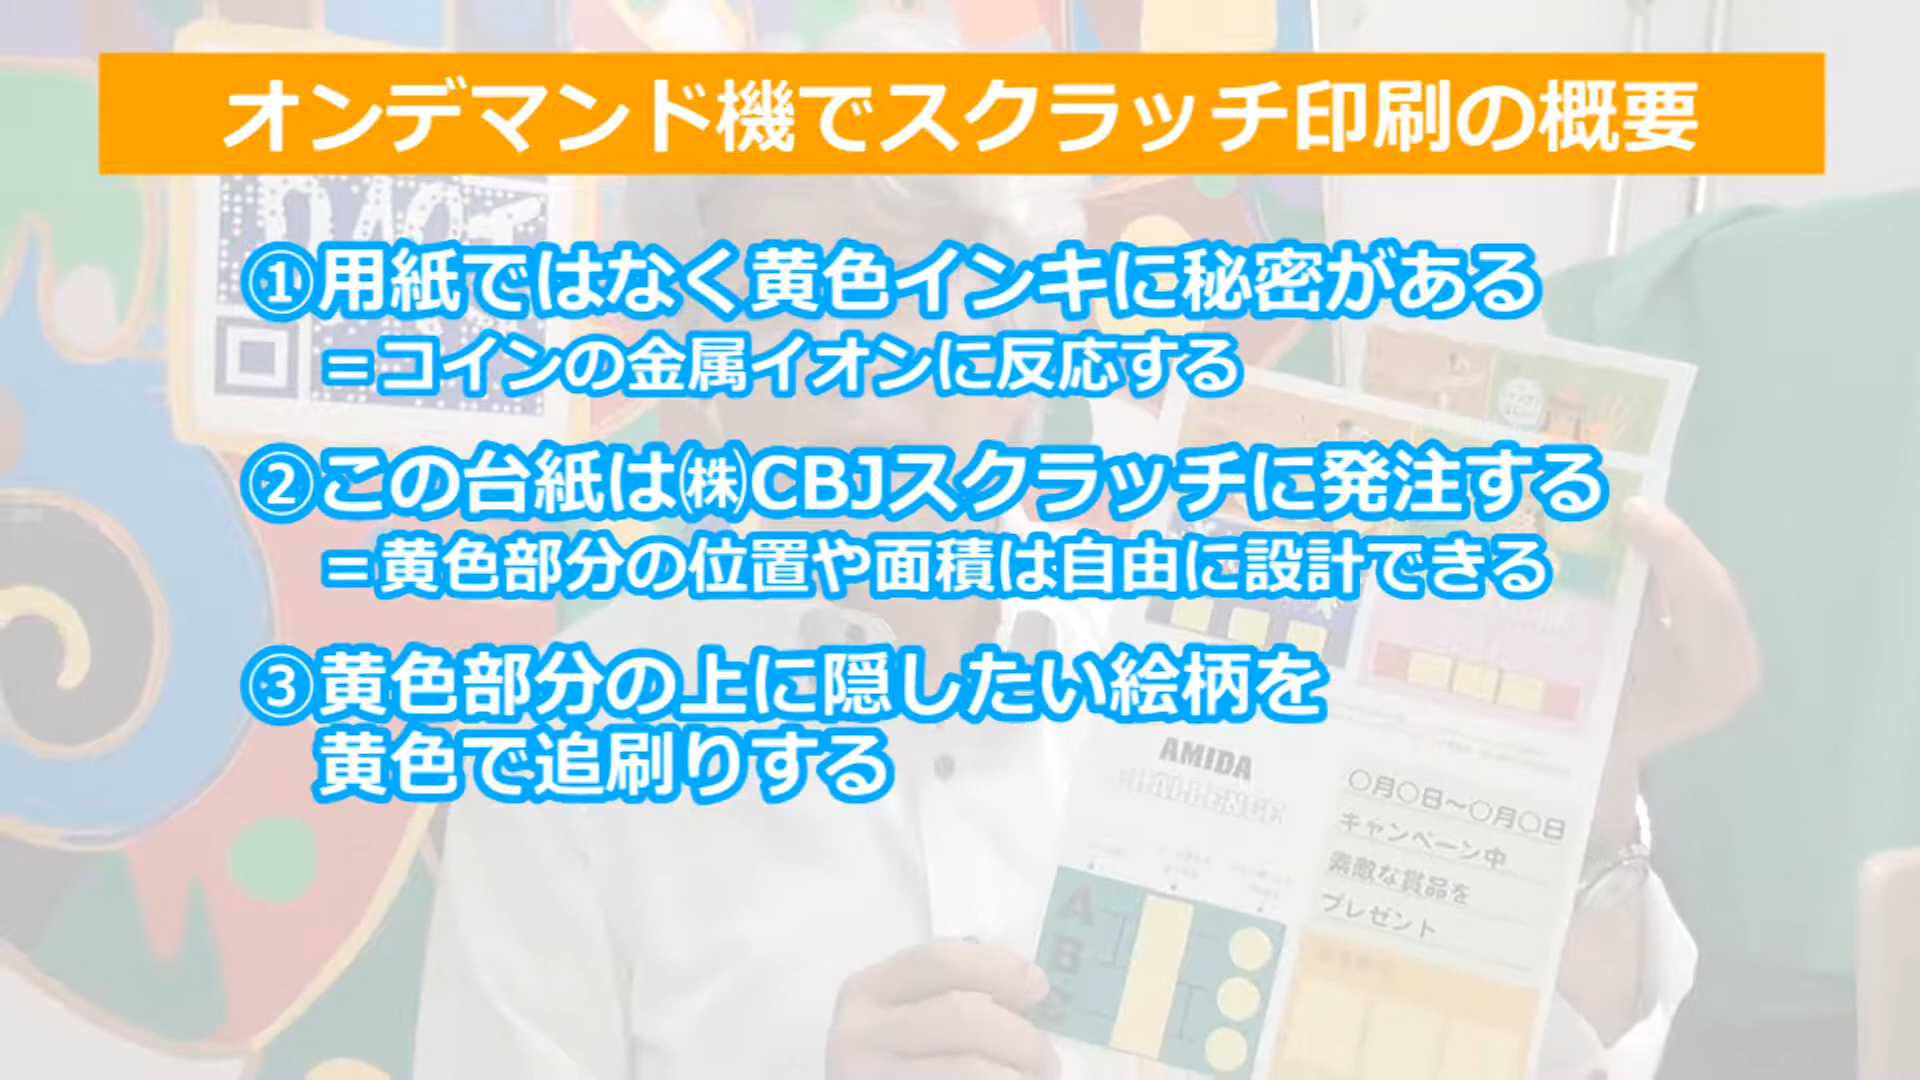 オンデマンド機でスクラッチ印刷の概要
①用紙ではなく黄色インキに秘密がある
＝コインの金属イオンに反応する
②この台紙は㈱CBJスクラッチに発注する
＝黄色部分の位置や面積は自由に設計できる
③黄色部分の上に隠したい絵柄を
黄色で追刷りする
AMIDA
CHALLENGE
〇月〇日～〇月〇日
キャンペーン中
素敵な賞品を
プレゼント
A
B